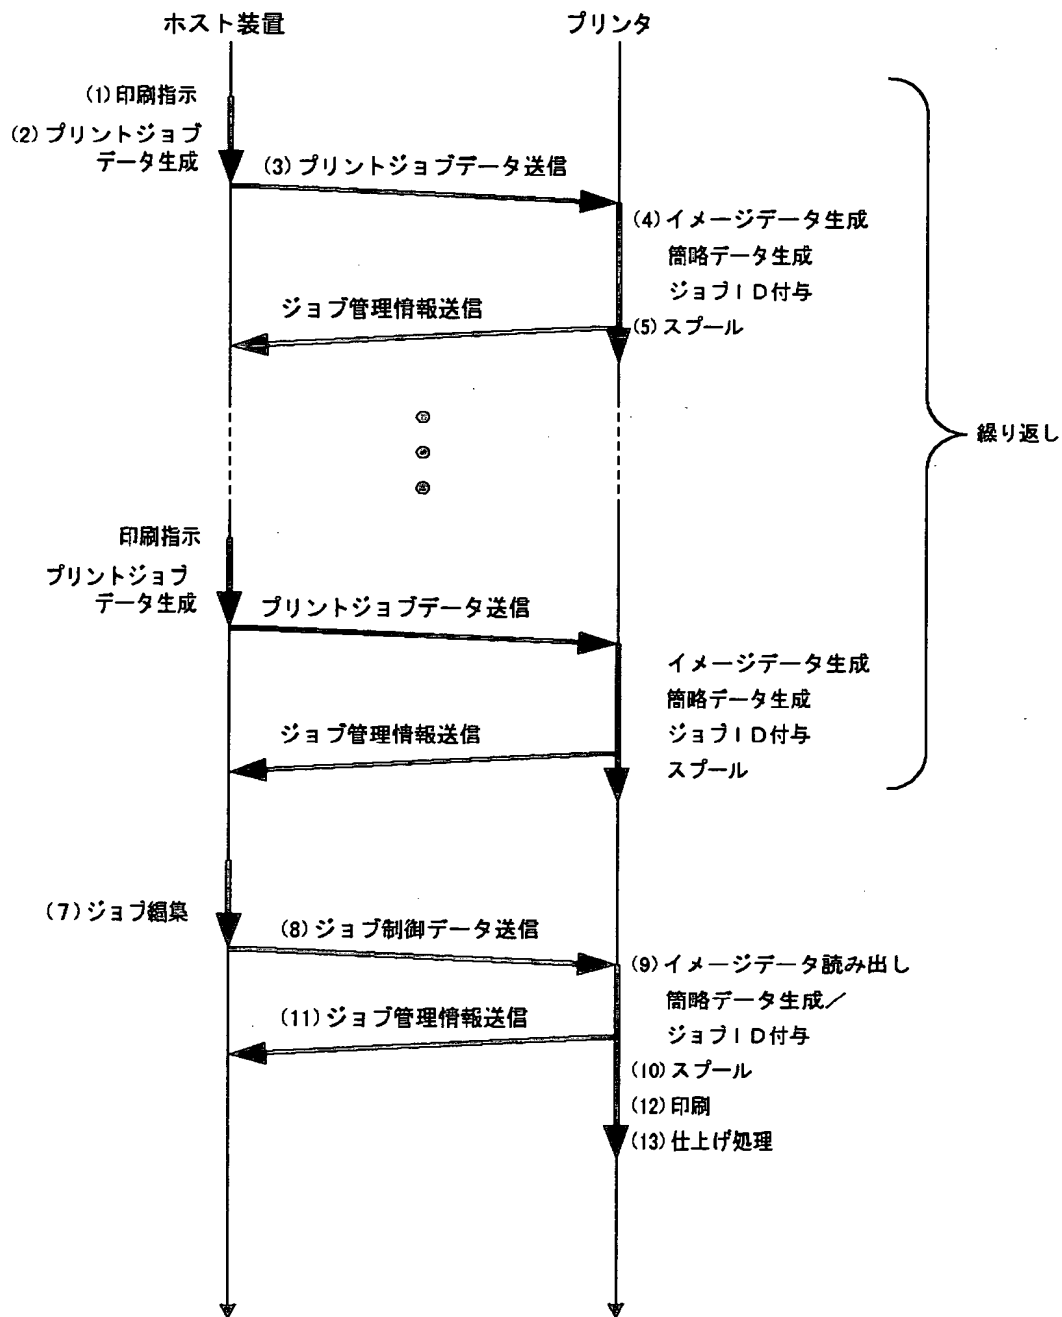 ホスト装置
プリンタ
(1)印刷指示
(2)プリントジョブ
データ生成
(3)プリントジョブデータ送信
(4)イメージデータ生成
簡略データ生成
ジョブID付与
ジョブ管理情報送信
(5)スプール
繰り返し
印刷指示
プリントジョブ
データ生成
プリントジョブデータ送信
イメージデータ生成
簡略データ生成
ジョブID付与
ジョブ管理情報送信
スプール
(7)ジョブ編集
(8)ジョブ制御データ送信
(9)イメージデータ読み出し
簡略データ生成/
ジョブID付与
(11)ジョブ管理情報送信
(10)スプール
(12)印刷
(13)仕上げ処理